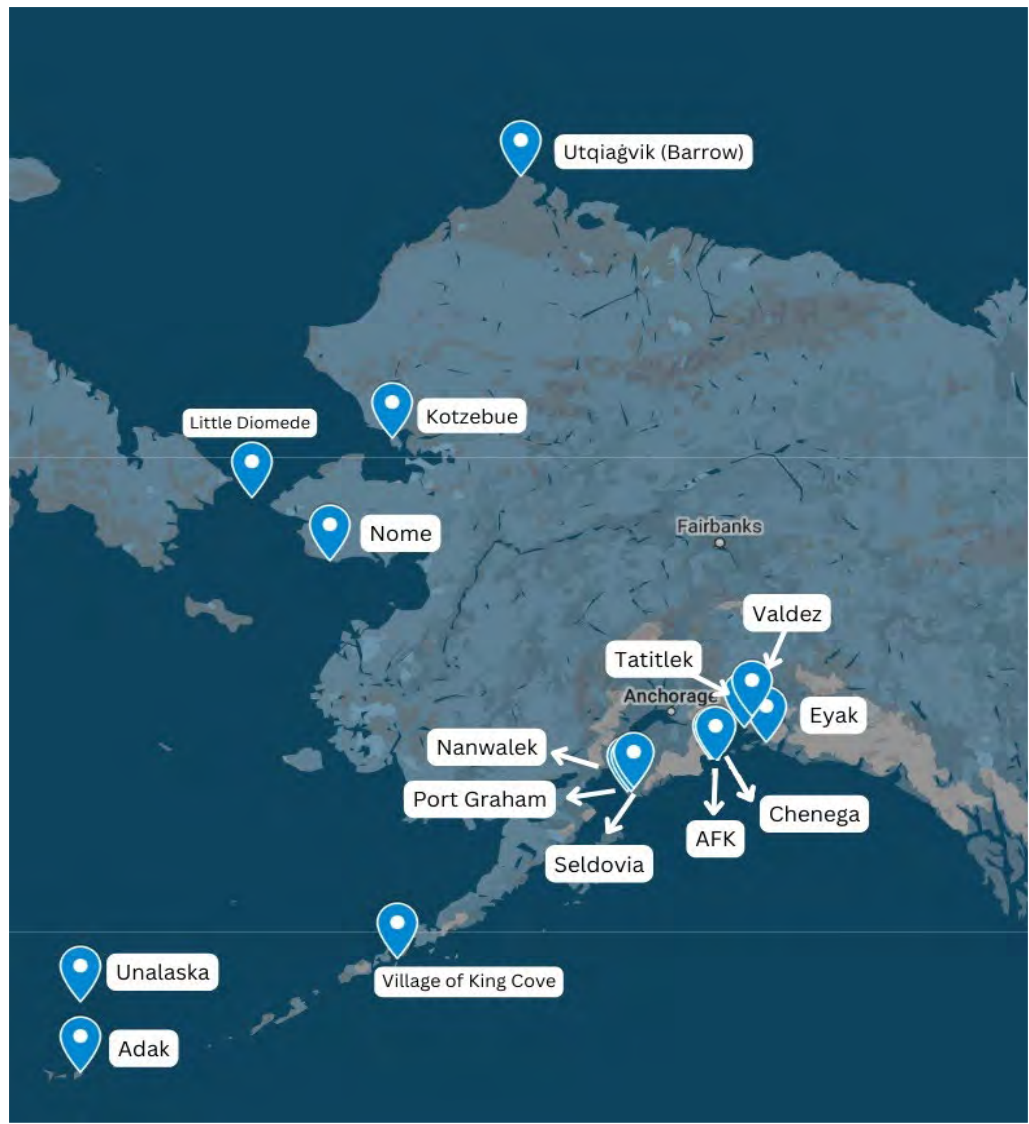 Utqiaġvik (Barrow)
Kotzebue
Little Diomede
Nome
Fairbanks
Valdez
Tatitlek
Anchorage
Eyak
Nanwalek
Port Graham
Chenega
AFK
Seldovia
Unalaska
Village of King Cove
Adak